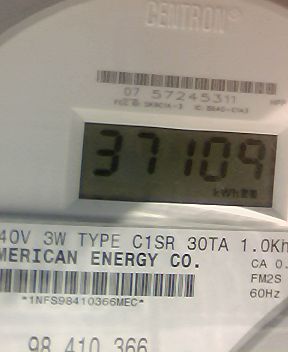 CENTRON®
07 57245311
37109
kWh
40V 3W TYPE C1SR 30TA 1.0Kh
MERICAN ENERGY CO.
CA 0.
FM2S
60Hz
*1NFS98410366MEC*
98 410 366